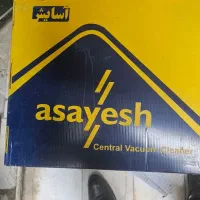 آسایش
asayesh
Central Vacuum Cleaner